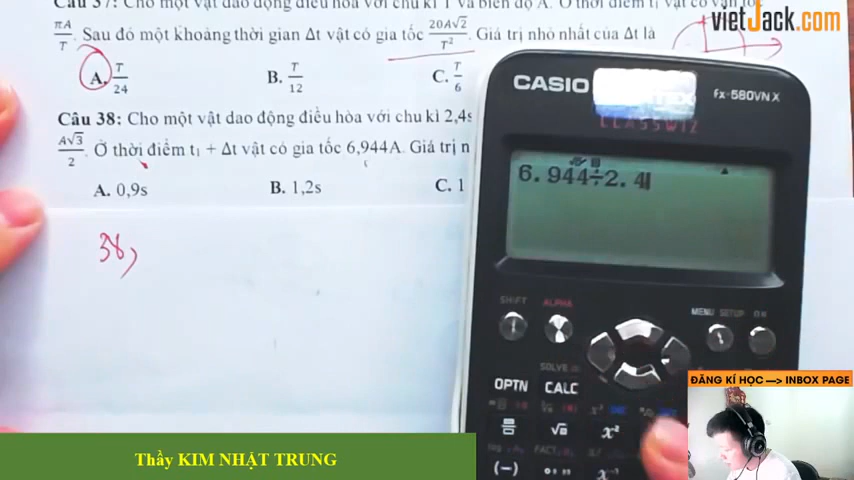 Câu 37: Cho một vật dao động điều hòa với chu kì T và biên độ A. Ở thời điểm t₁ vật có vận tốc
vietJack.com
πA/T. Sau đó một khoảng thời gian Δt vật có gia tốc 20A√2/T². Giá trị nhỏ nhất của Δt là
A. T/24 B. T/12 C. T/6
CASIO fx-580VN X
CLASSWIZ
Câu 38: Cho một vật dao động điều hòa với chu kì 2,4s
A√3/2. Ở thời điểm t₁ + Δt vật có gia tốc 6,944A. Giá trị n
6.944÷2.4
A. 0,9s B. 1,2s C. 1
38,
SHIFT ALPHA MENU SETUP ON
SOLVE
OPTN CALC
√ x²
(−) x⁻¹
ĐĂNG KÍ HỌC —> INBOX PAGE
Thầy KIM NHẬT TRUNG